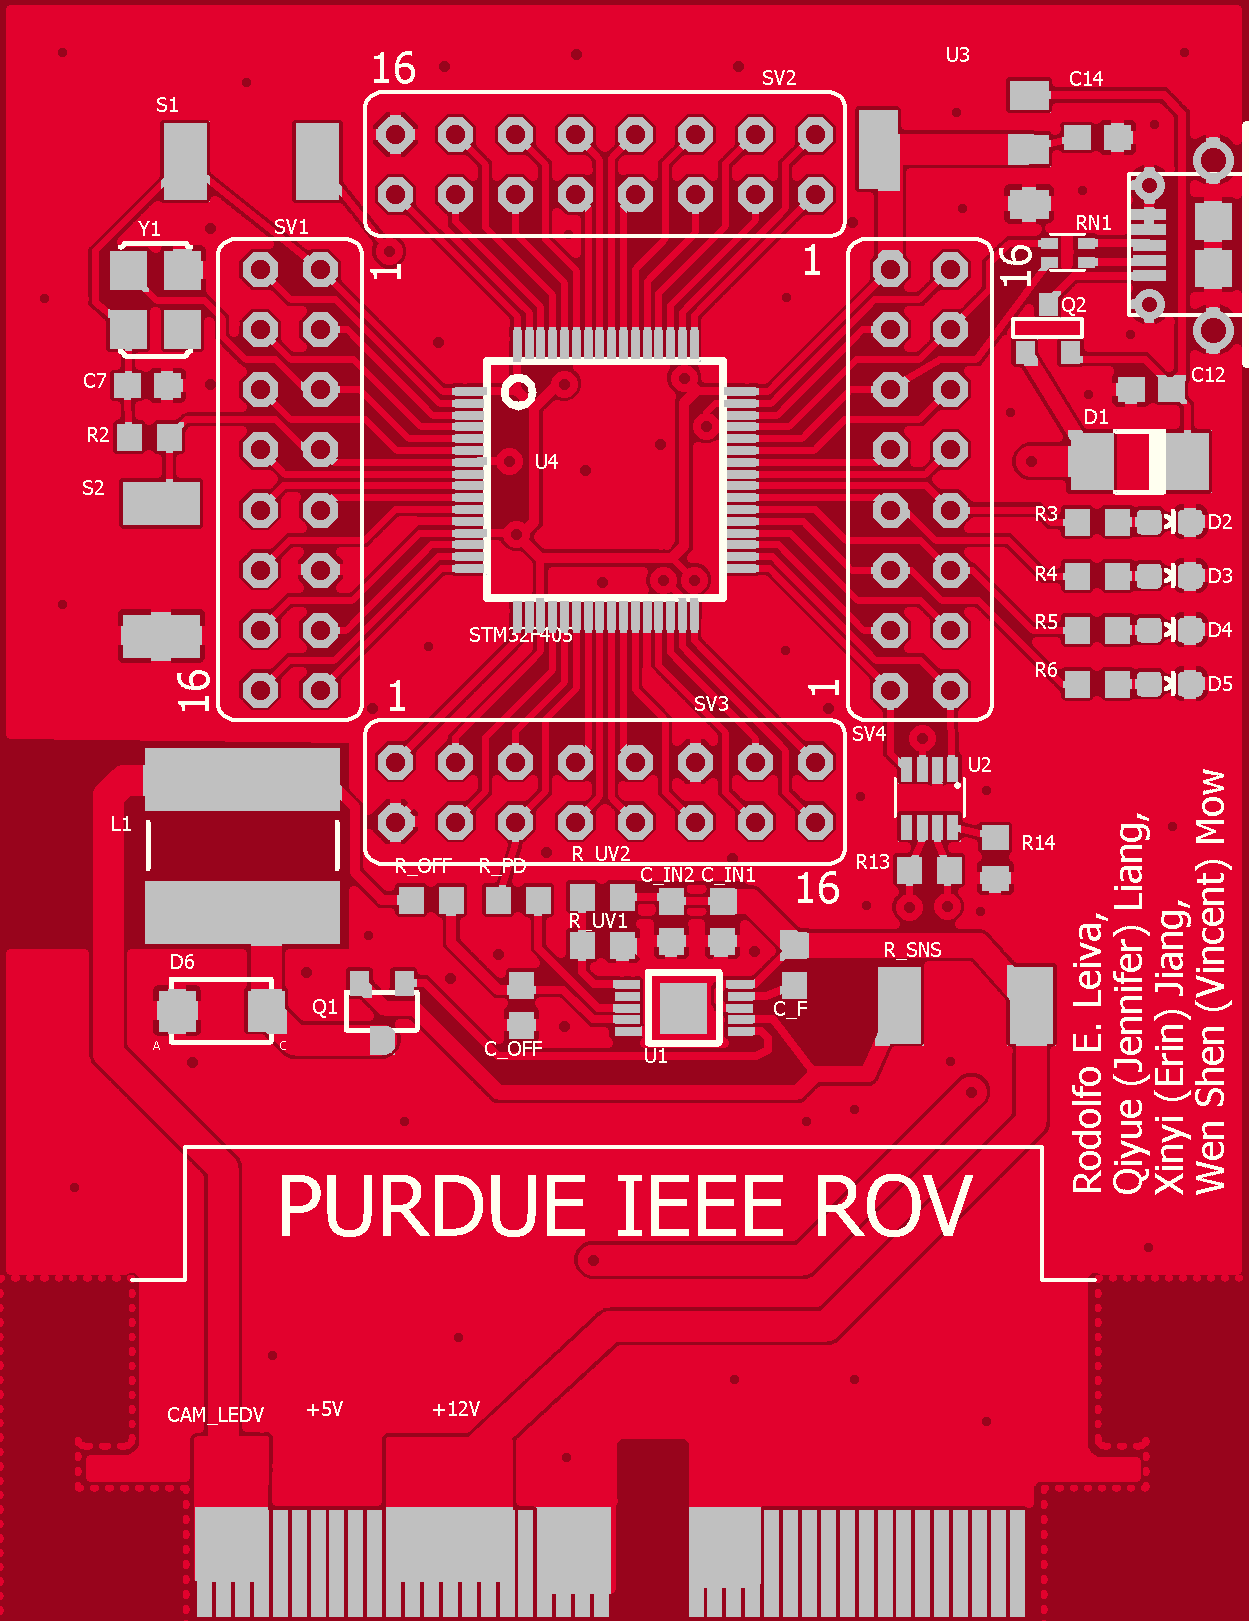 16
SV2
U3
C14
S1
Y1
SV1
1
1
16
RN1
Q2
C7
C12
R2
D1
U4
S2
R3
D2
R4
D3
STM32F405
R5
D4
R6
D5
16
1
SV3
1
SV4
U2
L1
R_OFF
R_PD
R_UV2
C_IN2
C_IN1
16
R13
R14
R_UV1
D6
R_SNS
Q1
C_F
A
C
C_OFF
U1
Rodolfo E. Leiva,
Qiyue (Jennifer) Liang,
Xinyi (Erin) Jiang,
Wen Shen (Vincent) Mow
PURDUE IEEE ROV
CAM_LEDV
+5V
+12V